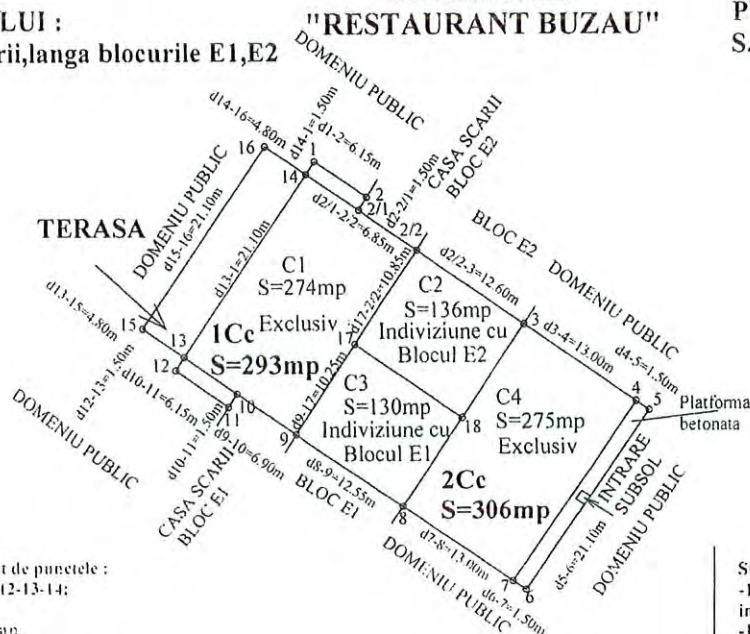 LUI :
rii,langa blocurile E1,E2
"RESTAURANT BUZAU"
P
S
DOMENIU PUBLIC
d14-16=4.80m
d14-1=1.50m
d1-2=6.15m
16
1
14
2
2/1
d2-2/1=1.50m
CASA SCARII
BLOC E2
d2/1-2/2=6.85m
2/2
BLOC E2
DOMENIU PUBLIC
DOMENIU PUBLIC
d15-16=21.10m
TERASA
d13-1=21.10m
C1
S=274mp
Exclusiv
1Cc
S=293mp
d17-2/2=10.85m
C2
S=136mp
Indiviziune cu
Blocul E2
d2/2-3=12.60m
3
d3-4=13.00m
d4-5=1.50m
d13-15=4.80m
15
13
12
d12-13=1.50m
d10-11=6.15m
d10-11=1.50m
10
11
17
d9-17=10.25m
C3
S=130mp
Indiviziune cu
Blocul E1
18
C4
S=275mp
Exclusiv
4
5
Platforma
betonata
DOMENIU PUBLIC
d9-10=6.90m
9
CASA SCARII
BLOC E1
d8-9=12.55m
BLOC E1
2Cc
S=306mp
INTRARE
SUBSOL
8
d7-8=13.00m
DOMENIU PUBLIC
d5-6=21.10m
DOMENIU PUBLIC
7
6
d6-7=1.50m
t de punctele :
12-13-14;